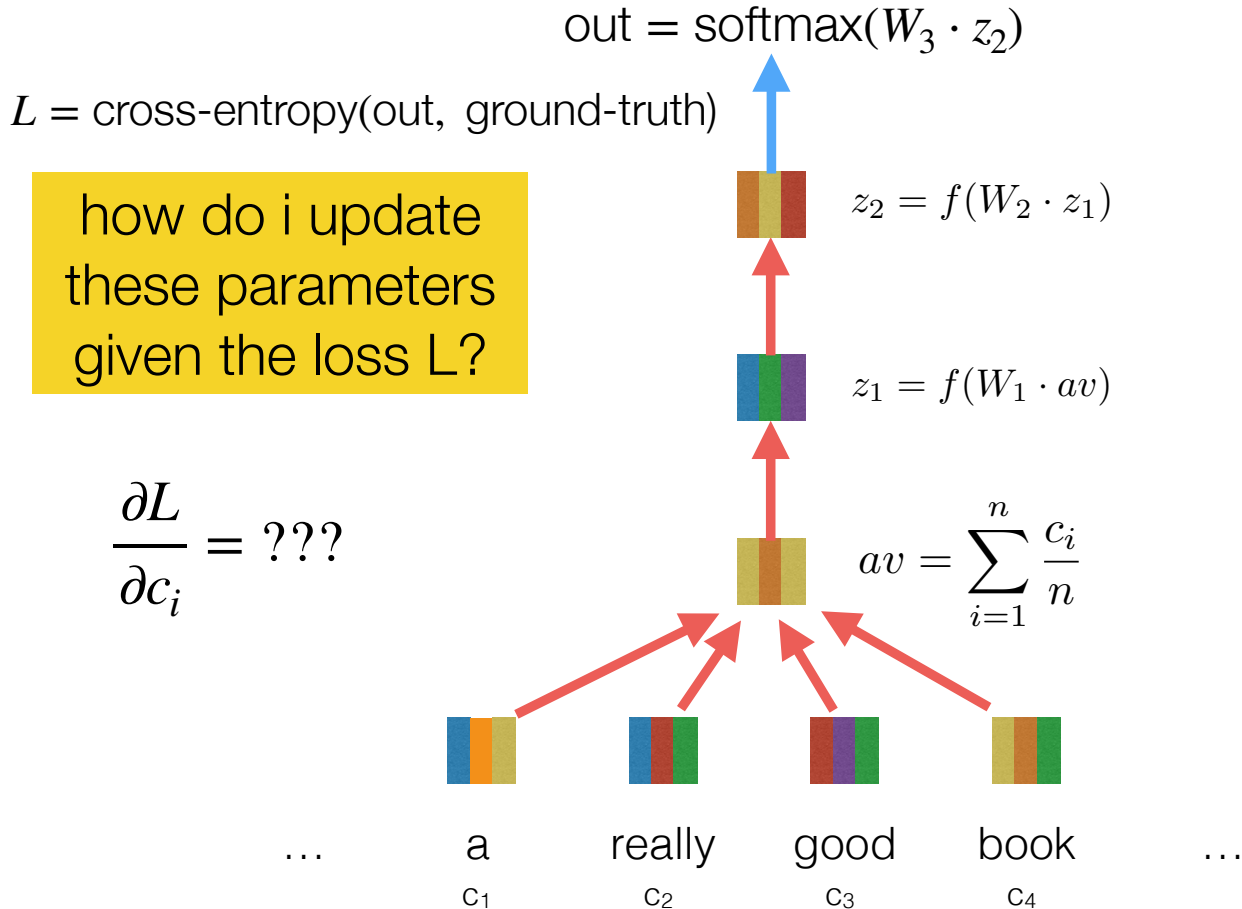 out = softmax(W₃ · z₂)
L = cross-entropy(out, ground-truth)
how do i update
these parameters
given the loss L?
z₂ = f(W₂ · z₁)
z₁ = f(W₁ · av)
∂L/∂cᵢ = ???
av = ∑ᵢ₌₁ⁿ cᵢ/n
... a really good book ...
c₁ c₂ c₃ c₄